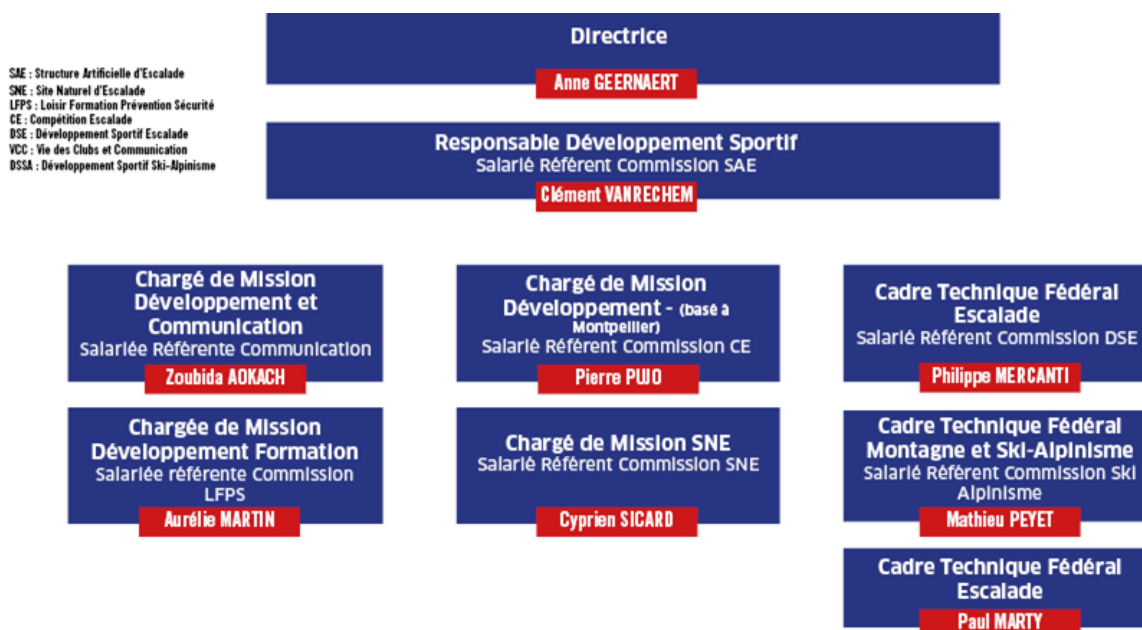 Directrice
Anne GEERNAERT
SAE : Structure Artificielle d'Escalade
SNE : Site Naturel d'Escalade
LFPS : Loisir Formation Prévention Sécurité
CE : Compétition Escalade
DSE : Développement Sportif Escalade
VCC : Vie des Clubs et Communication
DSSA : Développement Sportif Ski-Alpinisme
Responsable Développement Sportif
Salarié Référent Commission SAE
Clément VANRECHEM
Chargé de Mission
Développement et
Communication
Salariée Référente Communication
Zoubida AOKACH
Chargé de Mission
Développement - (basé à
Montpellier)
Salarié Référent Commission CE
Pierre PUJO
Cadre Technique Fédéral
Escalade
Salarié Référent Commission DSE
Philippe MERCANTI
Chargée de Mission
Développement Formation
Salariée référente Commission
LFPS
Aurélie MARTIN
Chargé de Mission SNE
Salarié Référent Commission SNE
Cyprien SICARD
Cadre Technique Fédéral
Montagne et Ski-Alpinisme
Salarié Référent Commission Ski
Alpinisme
Mathieu PEYET
Cadre Technique Fédéral
Escalade
Paul MARTY